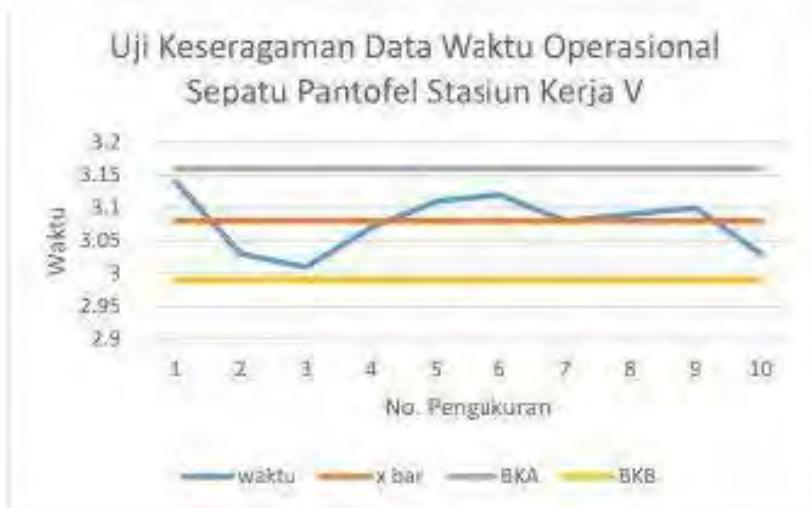 Uji Keseragaman Data Waktu Operasional
Sepatu Pantofel Stasiun Kerja V
3.2
3.15
3.1
3.05
3
2.95
2.9
Waktu
1 2 3 4 5 6 7 8 9 10
No. Pengukuran
waktu x bar BKA BKB